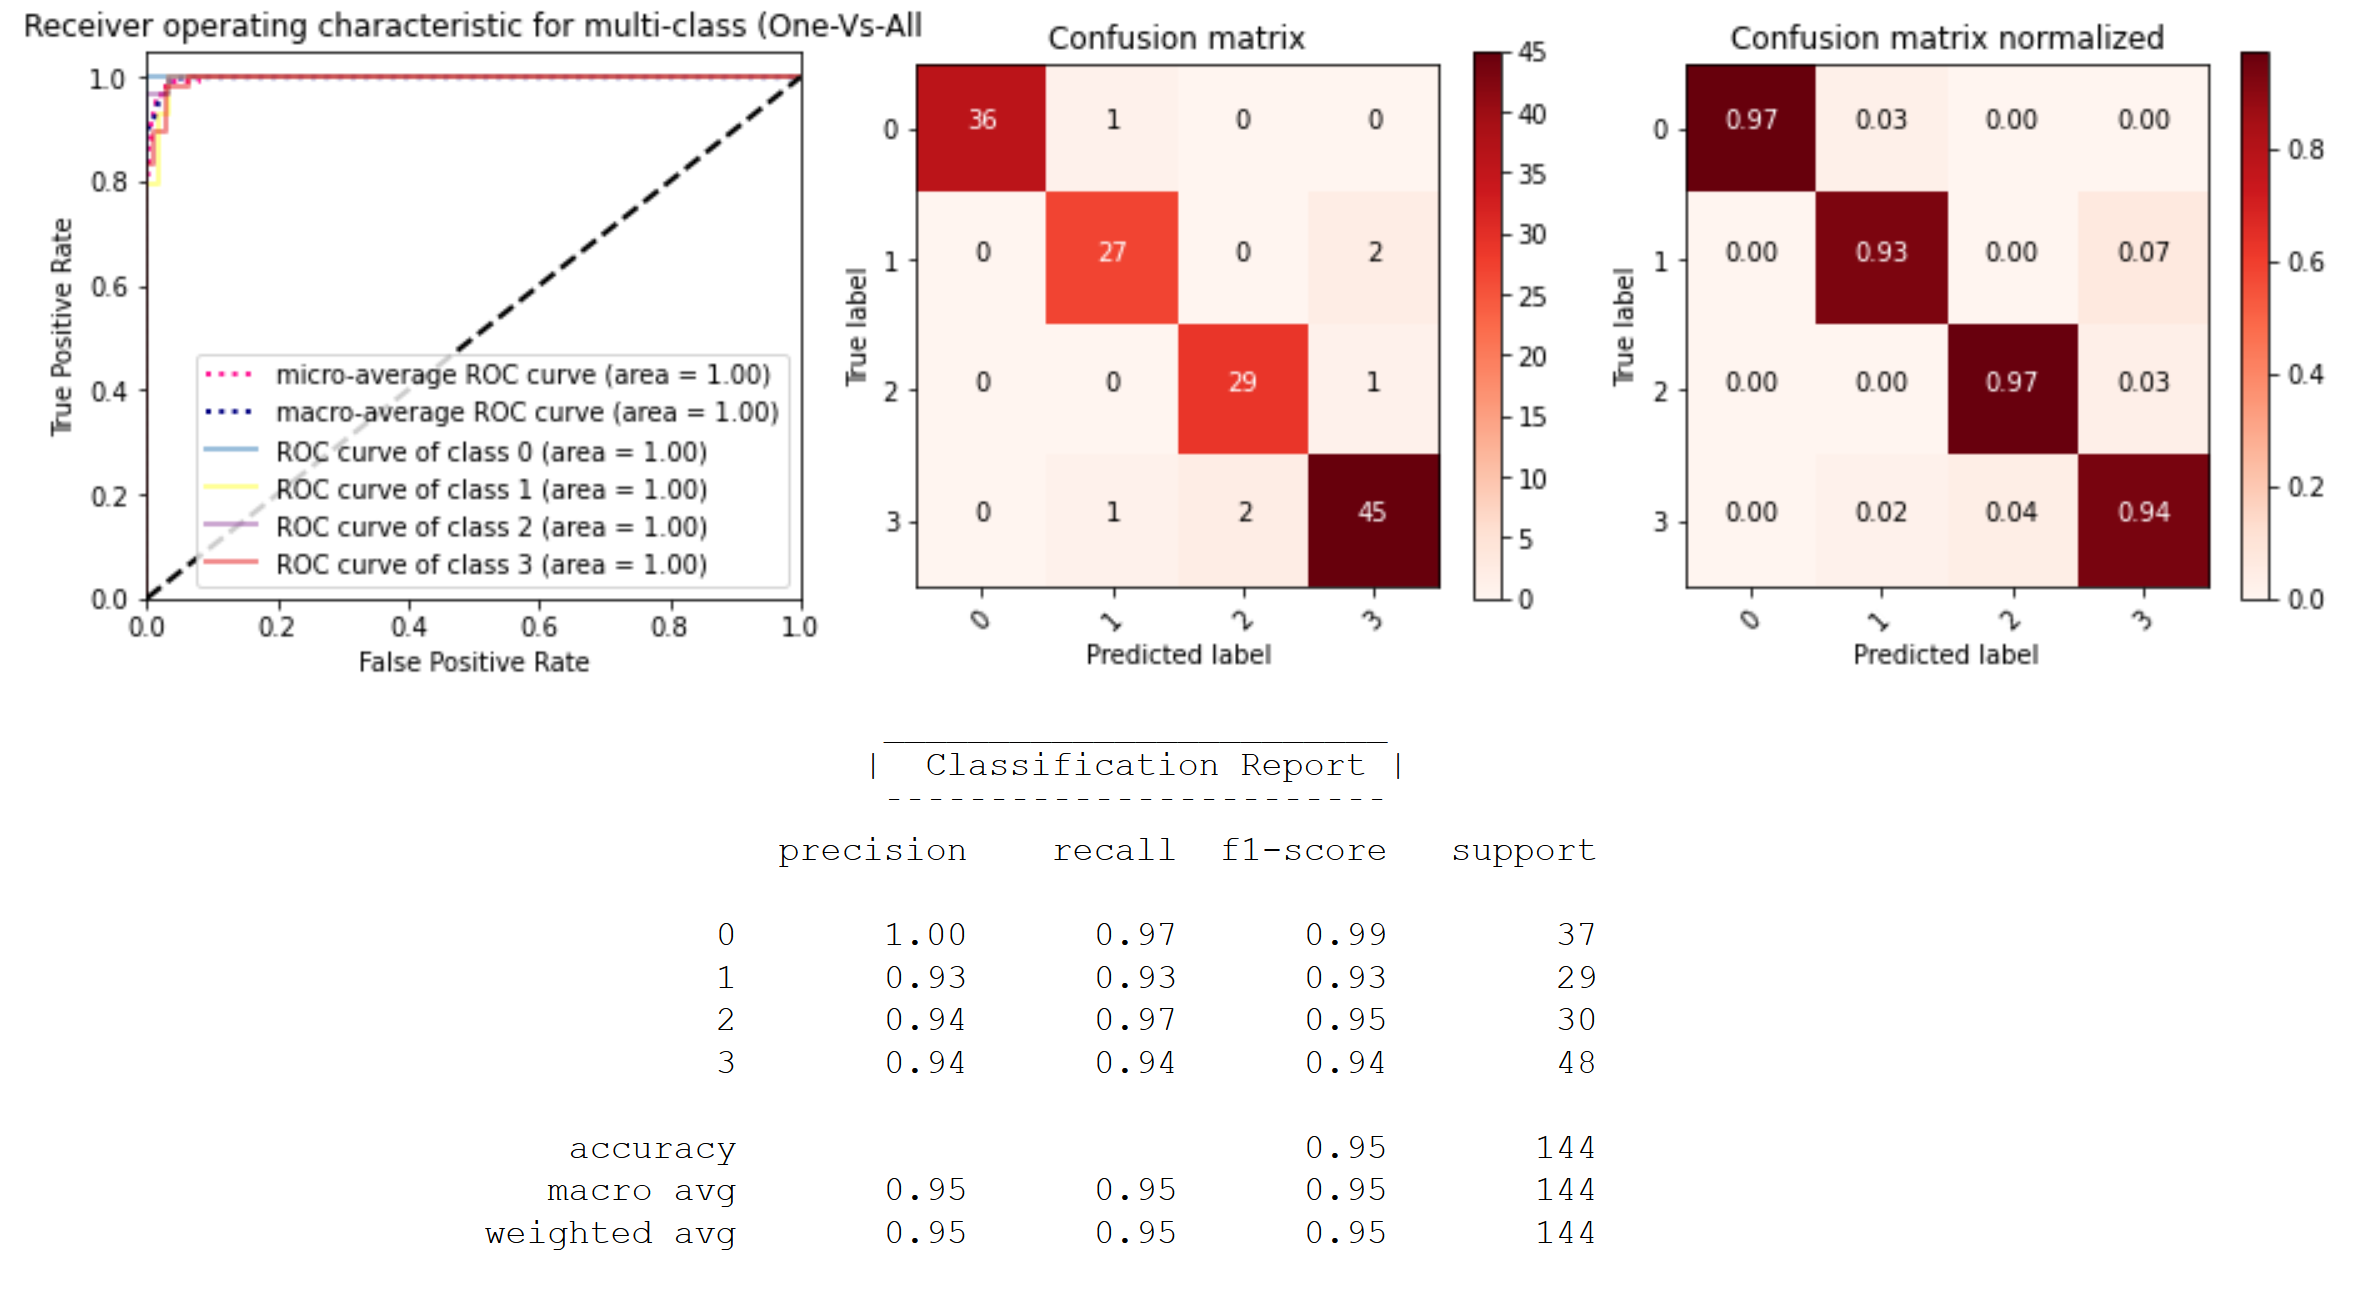 Receiver operating characteristic for multi-class (One-Vs-All
1.0
0.8
0.6
0.4
0.2
0.0
True Positive Rate
micro-average ROC curve (area = 1.00)
macro-average ROC curve (area = 1.00)
ROC curve of class 0 (area = 1.00)
ROC curve of class 1 (area = 1.00)
ROC curve of class 2 (area = 1.00)
ROC curve of class 3 (area = 1.00)
0.0 0.2 0.4 0.6 0.8 1.0
False Positive Rate
Confusion matrix
True label
0 36 1 0 0
1 0 27 0 2
2 0 0 29 1
3 0 1 2 45
0 1 2 3
Predicted label
45
40
35
30
25
20
15
10
5
0
Confusion matrix normalized
True label
0 0.97 0.03 0.00 0.00
1 0.00 0.93 0.00 0.07
2 0.00 0.00 0.97 0.03
3 0.00 0.02 0.04 0.94
0 1 2 3
Predicted label
0.8
0.6
0.4
0.2
0.0
| Classification Report |
------------------------
precision recall f1-score support
0 1.00 0.97 0.99 37
1 0.93 0.93 0.93 29
2 0.94 0.97 0.95 30
3 0.94 0.94 0.94 48
accuracy 0.95 144
macro avg 0.95 0.95 0.95 144
weighted avg 0.95 0.95 0.95 144